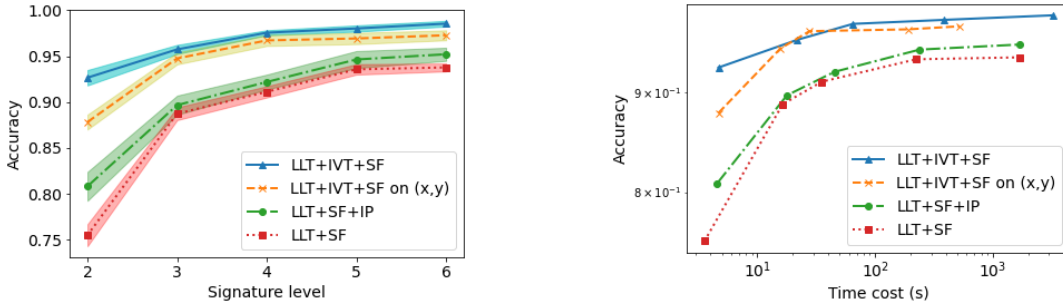 1.00
0.95
0.90
0.85
0.80
0.75
Accuracy
2 3 4 5 6
Signature level
LLT+IVT+SF
LLT+IVT+SF on (x,y)
LLT+SF+IP
LLT+SF
9 × 10⁻¹
8 × 10⁻¹
Accuracy
10¹ 10² 10³
Time cost (s)
LLT+IVT+SF
LLT+IVT+SF on (x,y)
LLT+SF+IP
LLT+SF